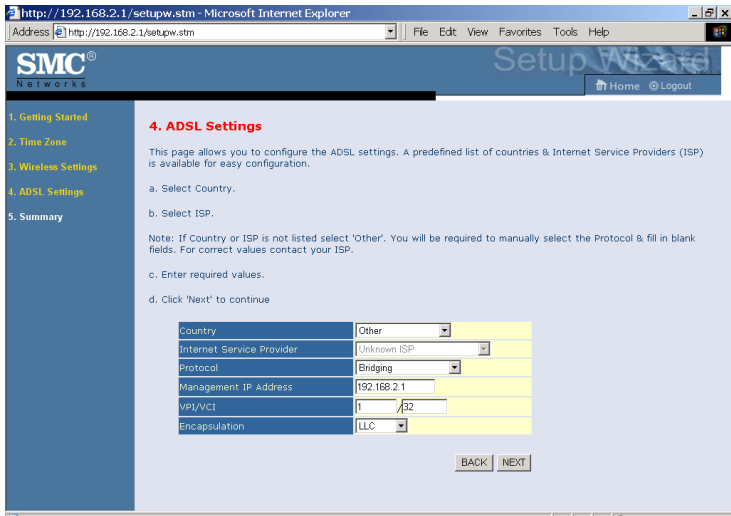 http://192.168.2.1/setupw.stm - Microsoft Internet Explorer
Address http://192.168.2.1/setupw.stm File Edit View Favorites Tools Help
SMC®
Networks
Setup Wizard
Home Logout
1. Getting Started
2. Time Zone
3. Wireless Settings
4. ADSL Settings
5. Summary
4. ADSL Settings
This page allows you to configure the ADSL settings. A predefined list of countries & Internet Service Providers (ISP)
is available for easy configuration.
a. Select Country.
b. Select ISP.
Note: If Country or ISP is not listed select 'Other'. You will be required to manually select the Protocol & fill in blank
fields. For correct values contact your ISP.
c. Enter required values.
d. Click 'Next' to continue
Country Other
Internet Service Provider Unknown ISP
Protocol Bridging
Management IP Address 192.168.2.1
VPI/VCI 1 /32
Encapsulation LLC
BACK NEXT